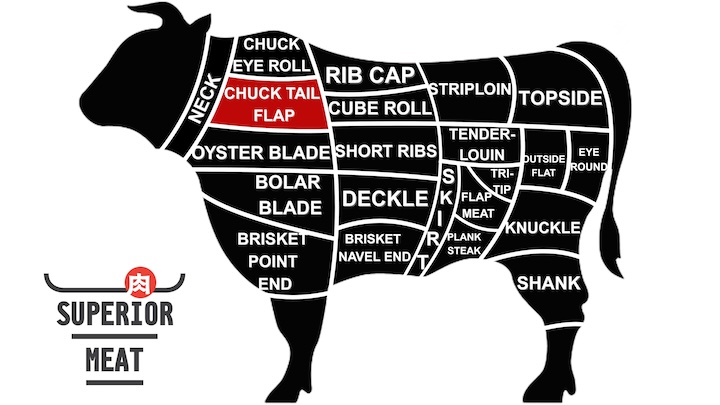 CHUCK
EYE ROLL
NECK
CHUCK TAIL
FLAP
OYSTER BLADE
BOLAR
BLADE
BRISKET
POINT
END
RIB CAP
CUBE ROLL
SHORT RIBS
DECKLE
BRISKET
NAVEL END
SKIRT
STRIPLOIN
TOPSIDE
TENDER-
LOUIN
OUTSIDE
FLAT
EYE
ROUND
TRI-
TIP
FLAP
MEAT
PLANK
STEAK
KNUCKLE
SHANK
肉
SUPERIOR
MEAT